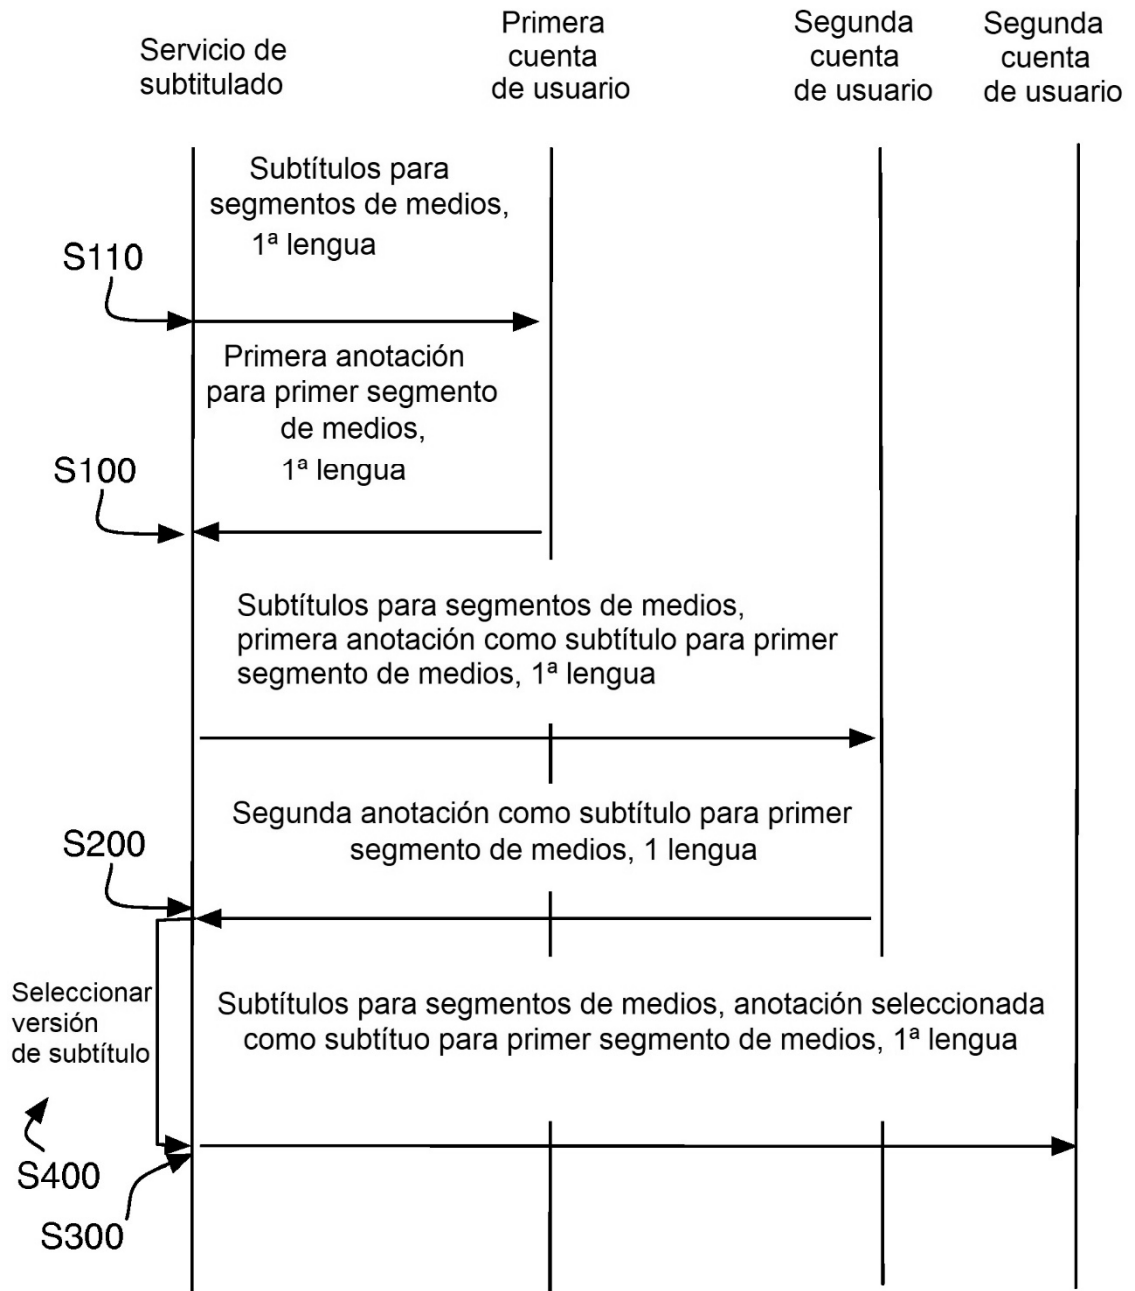 Servicio de
subtitulado
Primera
cuenta
de usuario
Segunda
cuenta
de usuario
Segunda
cuenta
de usuario
Subtítulos para
segmentos de medios,
1ª lengua
S110
Primera anotación
para primer segmento
de medios,
1ª lengua
S100
Subtítulos para segmentos de medios,
primera anotación como subtítulo para primer
segmento de medios, 1ª lengua
Segunda anotación como subtítulo para primer
segmento de medios, 1 lengua
S200
Seleccionar
versión
de subtítulo
Subtítulos para segmentos de medios, anotación seleccionada
como subtítuo para primer segmento de medios, 1ª lengua
S400
S300